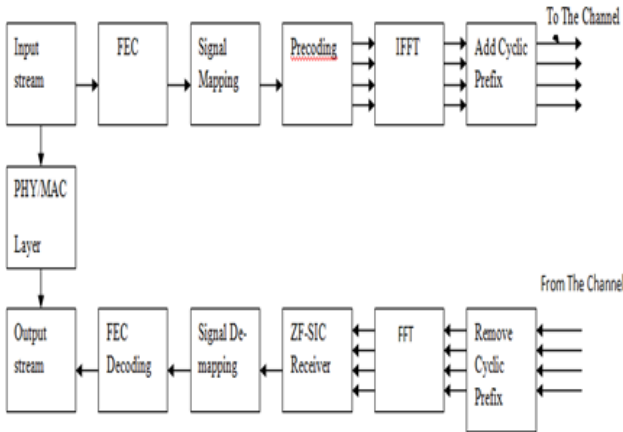 To The Channel
Input
stream
FEC
Signal
Mapping
Precoding
IFFT
Add Cyclic
Prefix
PHY/MAC
Layer
From The Channel
Output
stream
FEC
Decoding
Signal De-
mapping
ZF-SIC
Receiver
FFT
Remove
Cyclic
Prefix